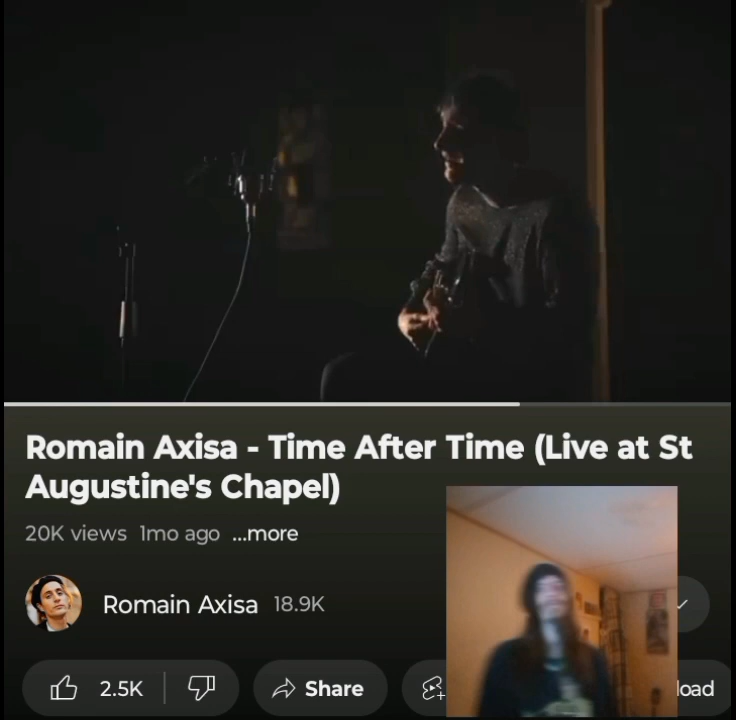 Romain Axisa - Time After Time (Live at St
Augustine's Chapel)
20K views 1mo ago ...more
Romain Axisa 18.9K
2.5K Share load